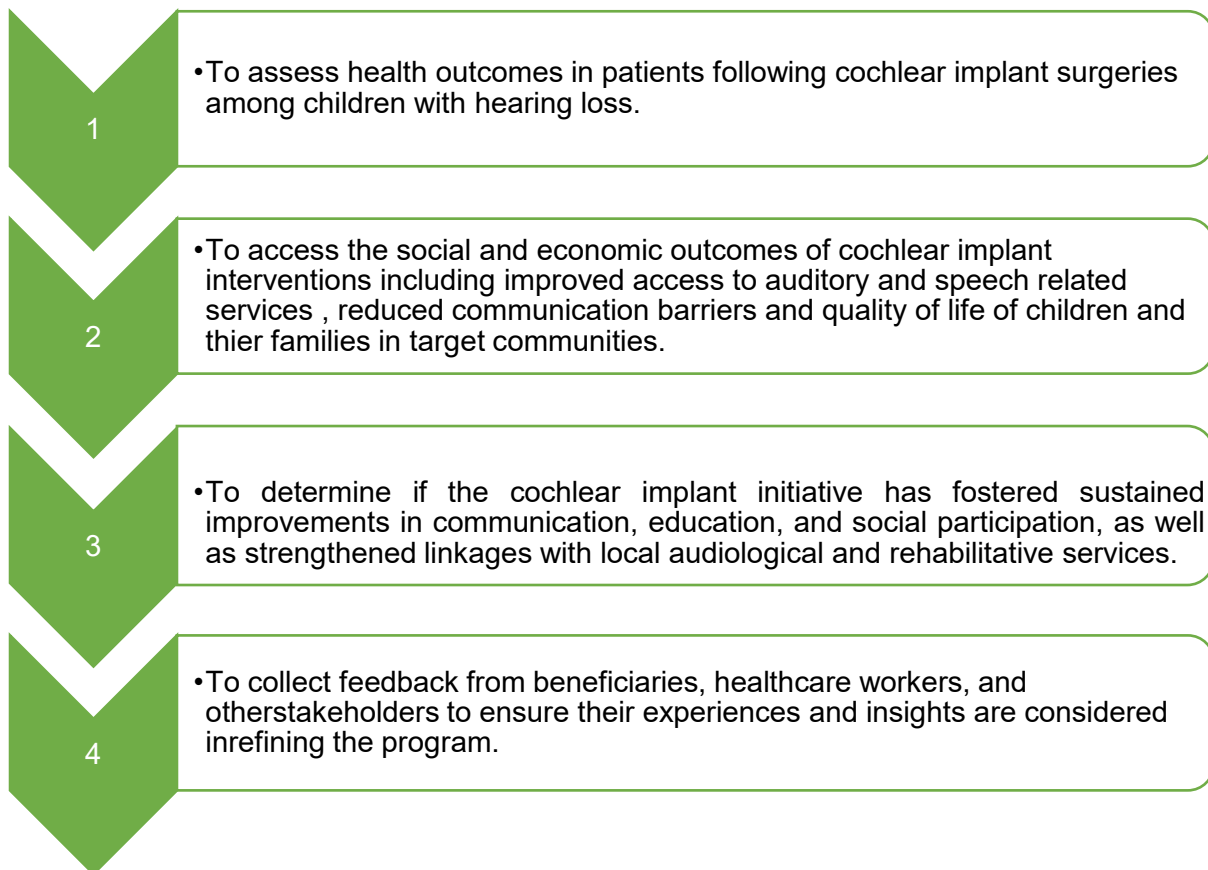 1
•To assess health outcomes in patients following cochlear implant surgeries
among children with hearing loss.
2
•To access the social and economic outcomes of cochlear implant
interventions including improved access to auditory and speech related
services , reduced communication barriers and quality of life of children and
thier families in target communities.
3
•To determine if the cochlear implant initiative has fostered sustained
improvements in communication, education, and social participation, as well
as strengthened linkages with local audiological and rehabilitative services.
4
•To collect feedback from beneficiaries, healthcare workers, and
otherstakeholders to ensure their experiences and insights are considered
inrefining the program.